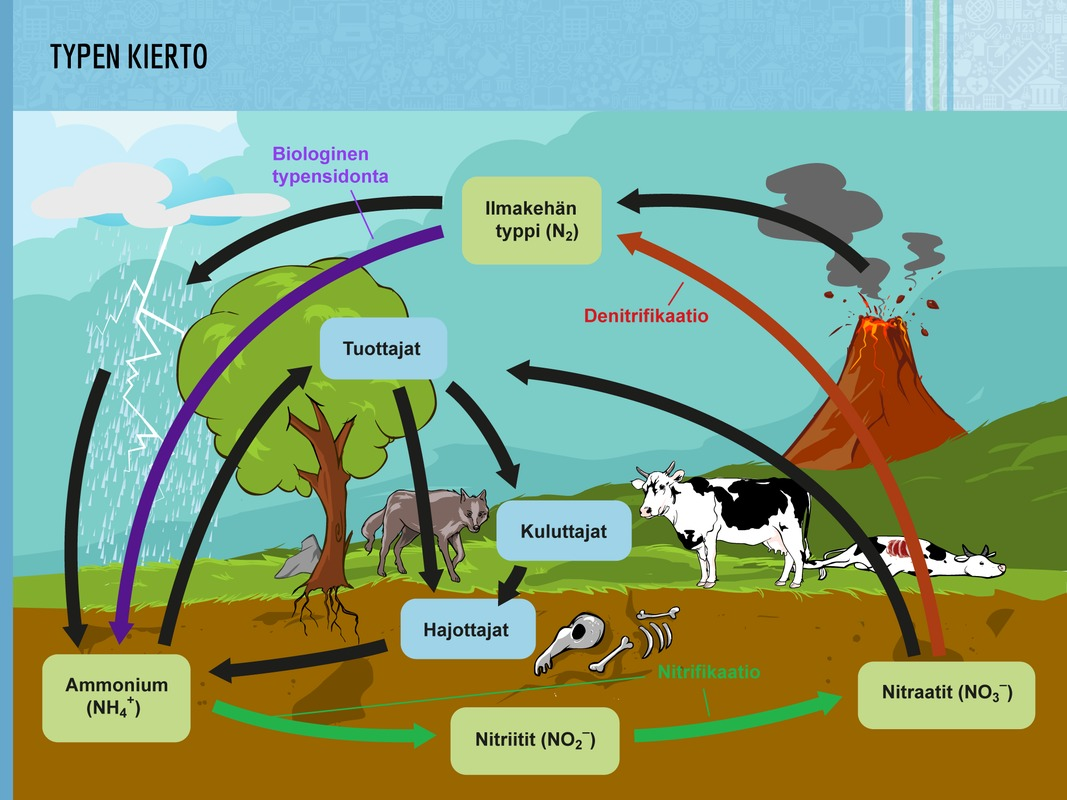 TYPEN KIERTO
Biologinen
typensidonta
Ilmakehän
typpi (N₂)
Denitrifikaatio
Tuottajat
Kuluttajat
Hajottajat
Ammonium
(NH₄⁺)
Nitrifikaatio
Nitriitit (NO₂⁻)
Nitraatit (NO₃⁻)